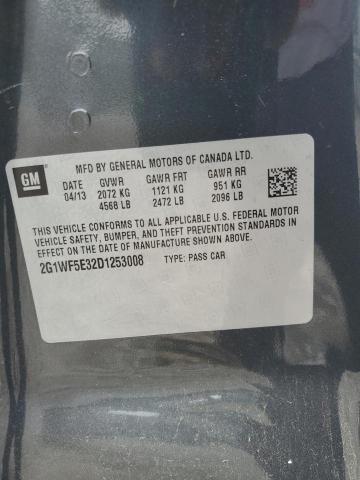 GM
MFD BY GENERAL MOTORS OF CANADA LTD.
DATE GVWR GAWR FRT GAWR RR
04/13 2072 KG 1121 KG 951 KG
4568 LB 2472 LB 2096 LB
THIS VEHICLE CONFORMS TO ALL APPLICABLE U.S. FEDERAL MOTOR
VEHICLE SAFETY, BUMPER, AND THEFT PREVENTION STANDARDS IN
EFFECT ON THE DATE OF MANUFACTURE SHOWN ABOVE.
2G1WF5E32D1253008 TYPE: PASS CAR